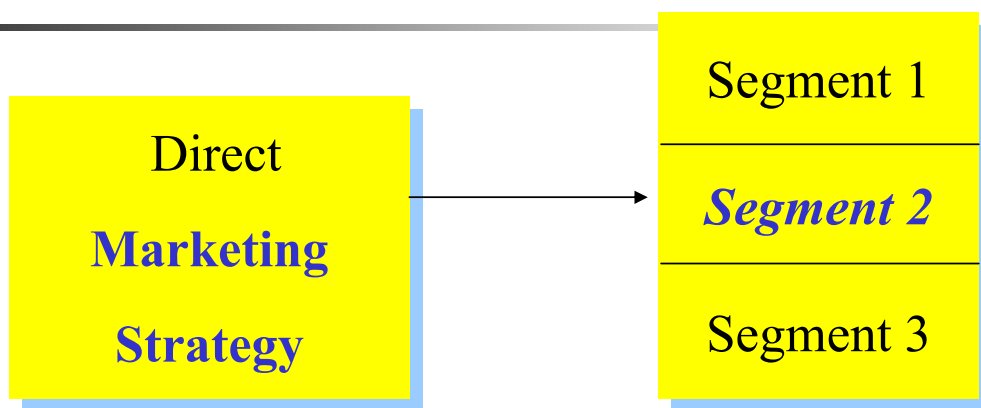 Direct
Marketing
Strategy
Segment 1
Segment 2
Segment 3